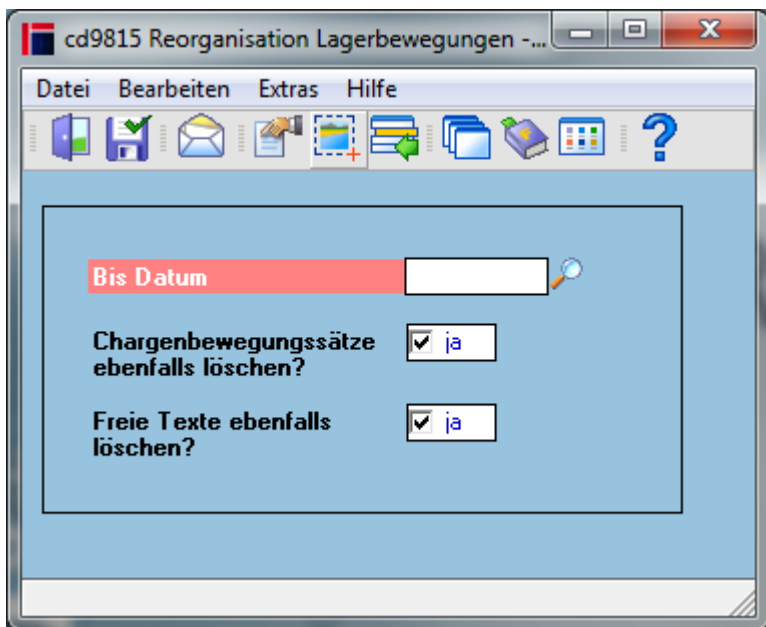 cd9815 Reorganisation Lagerbewegungen -...
Datei Bearbeiten Extras Hilfe
Bis Datum
Chargenbewegungssätze
ebenfalls löschen?
ja
Freie Texte ebenfalls
löschen?
ja